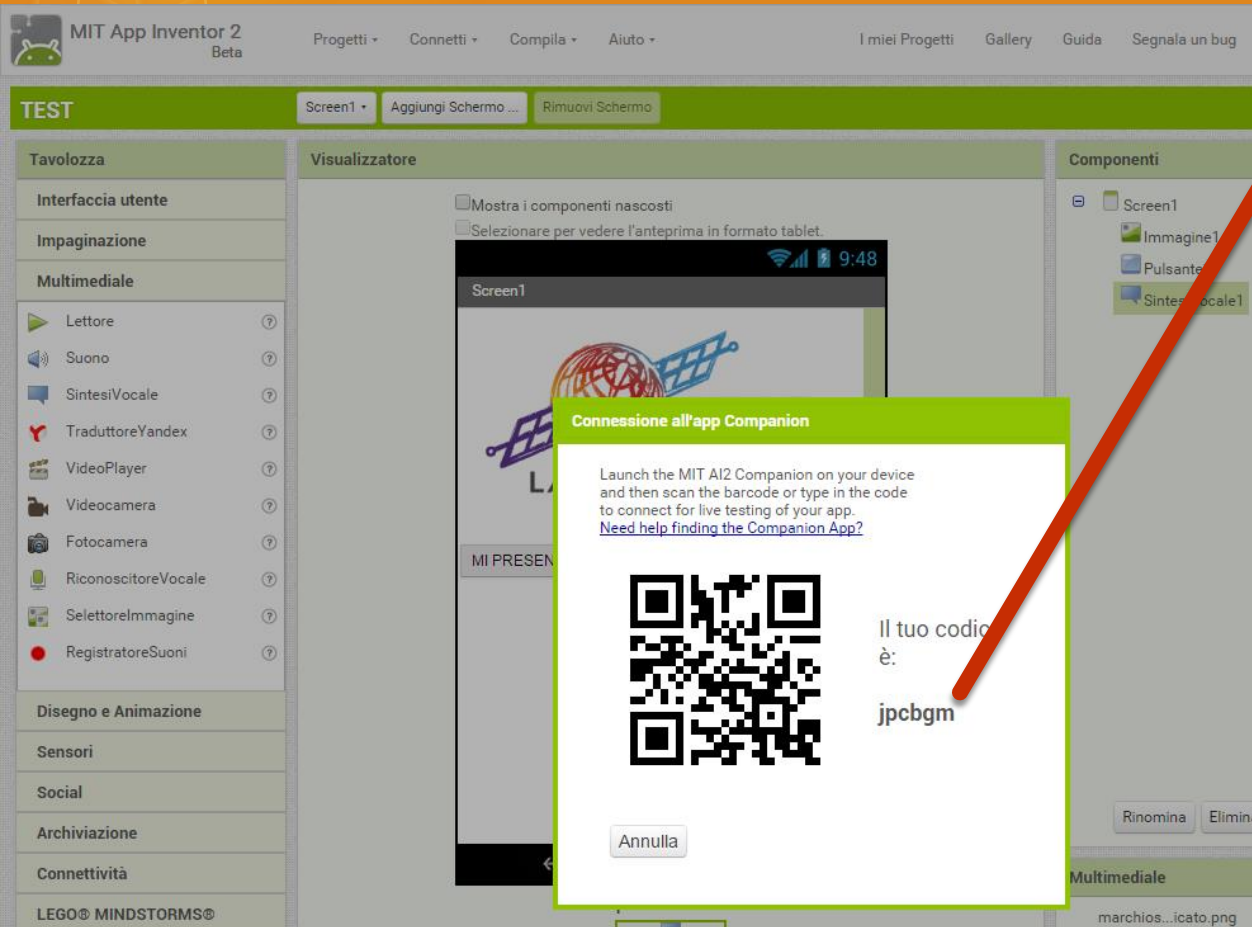 MIT App Inventor 2
Beta
Progetti Connetti Compila Aiuto I miei Progetti Gallery Guida Segnala un bug
TEST
Screen1 Aggiungi Schermo ... Rimuovi Schermo
Tavolozza
Interfaccia utente
Impaginazione
Multimediale
Lettore
Suono
SintesiVocale
TraduttoreYandex
VideoPlayer
Videocamera
Fotocamera
RiconoscitoreVocale
SelettoreImmagine
RegistratoreSuoni
Disegno e Animazione
Sensori
Social
Archiviazione
Connettività
LEGO® MINDSTORMS®
Visualizzatore
Mostra i componenti nascosti
Selezionare per vedere l'anteprima in formato tablet.
9:48
Screen1
MI PRESEN
Connessione all'app Companion
Launch the MIT AI2 Companion on your device
and then scan the barcode or type in the code
to connect for live testing of your app.
Need help finding the Companion App?
Il tuo codic
è:
jpcbgm
Annulla
Componenti
Screen1
Immagine1
Pulsante
Rinomina Elimin
Multimediale
marchios...icato.png